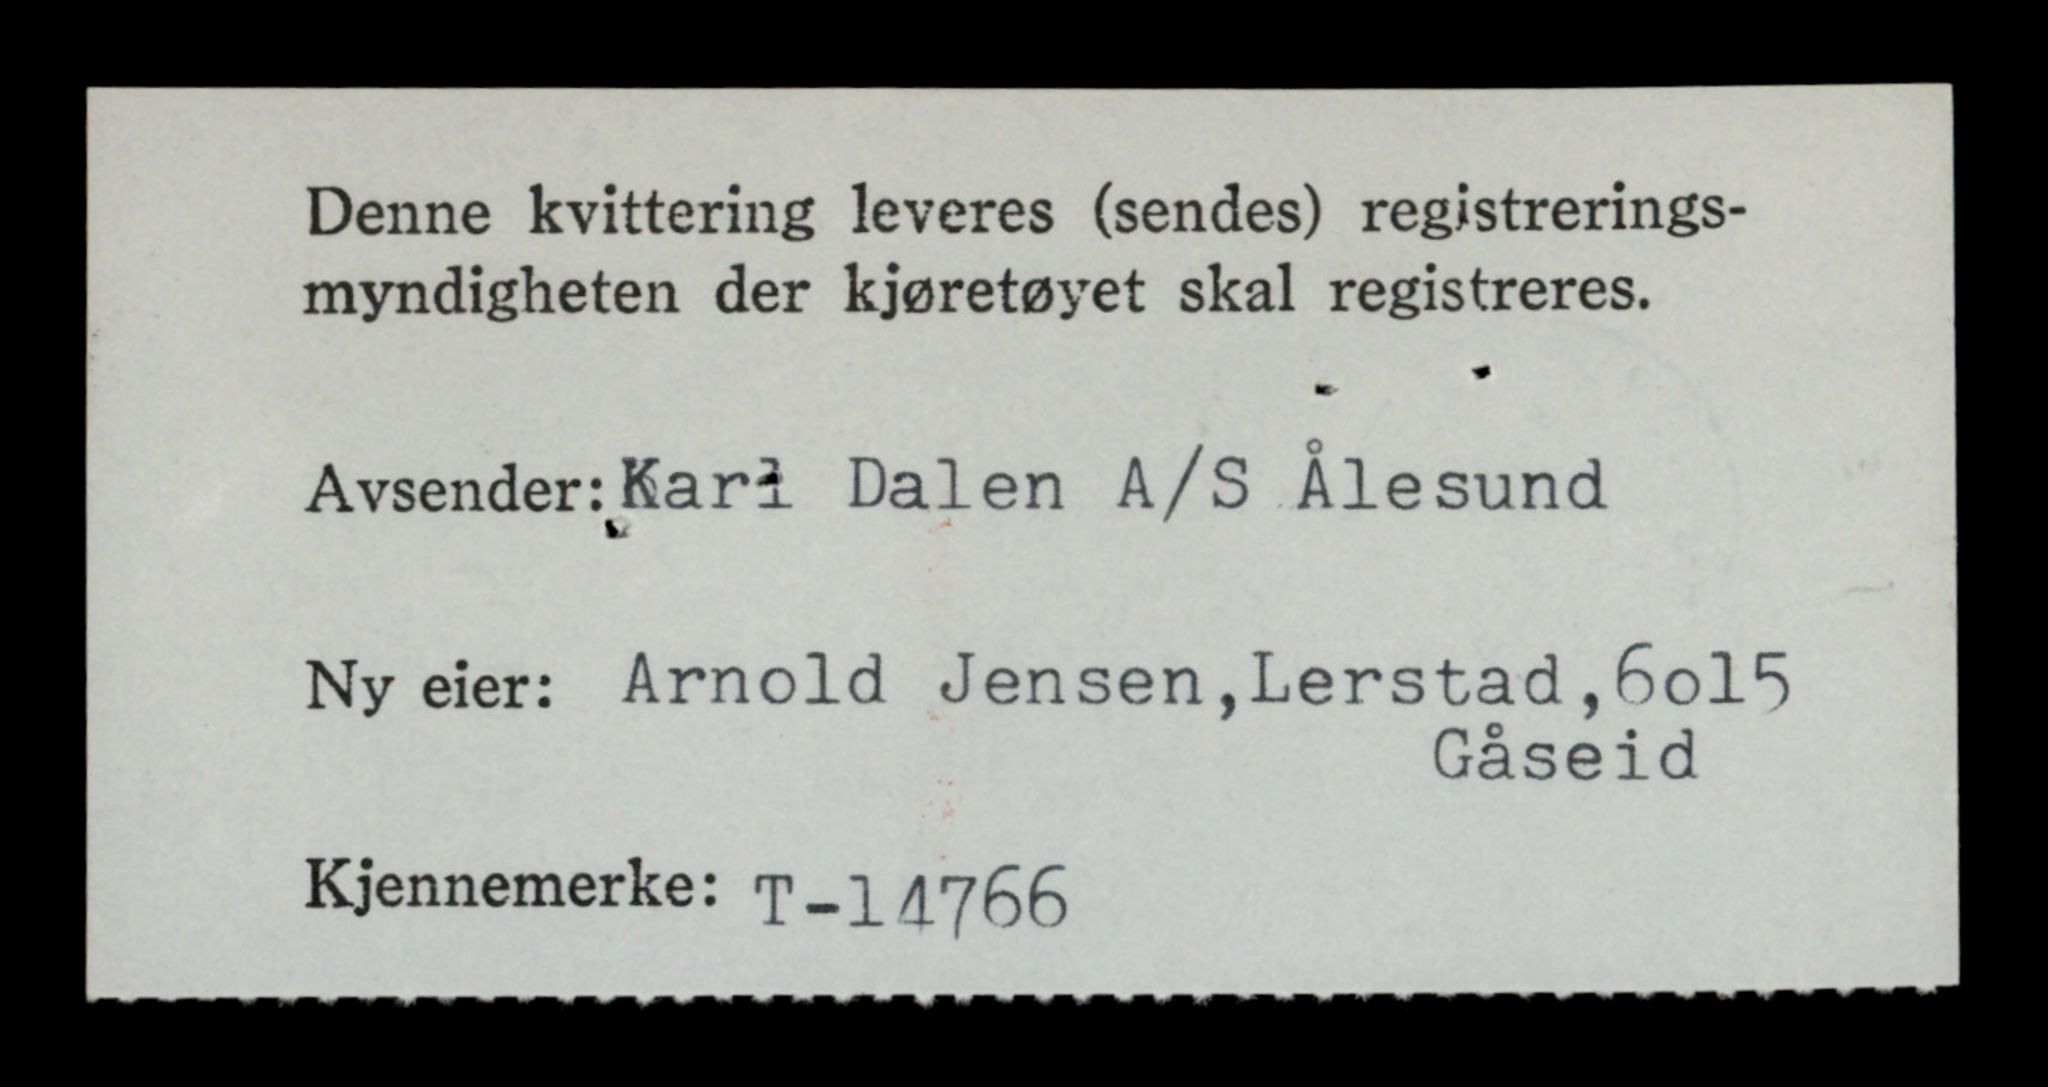 Denne kvittering leveres (sendes) registrerings-
myndigheten der kjøretøyet skal registreres.
Avsender: Karl Dalen A/S Ålesund
Ny eier: Arnold Jensen,Lerstad,6o15
Gåseid
Kjennemerke: T-14766